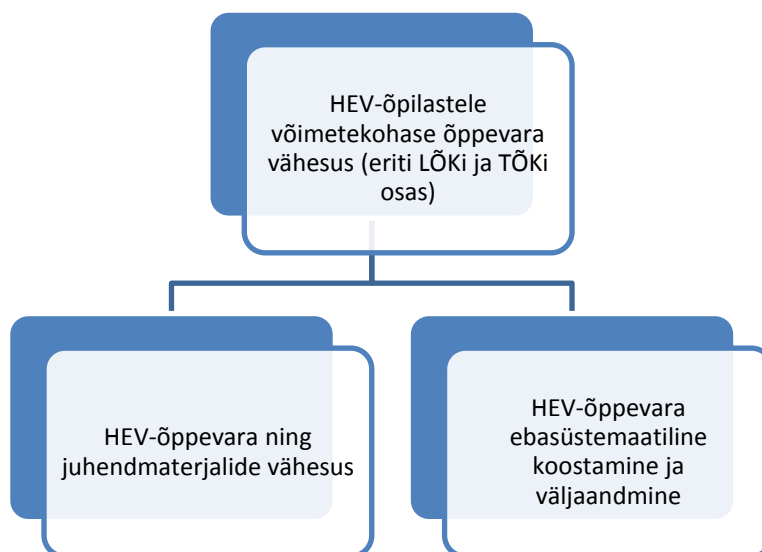 HEV-õpilastele
võimetekohase õppevara
vähesus (eriti LÕKi ja TÕKi
osas)
HEV-õppevara ning
juhendmaterjalide vähesus
HEV-õppevara
ebasüstemaatiline
koostamine ja
väljaandmine